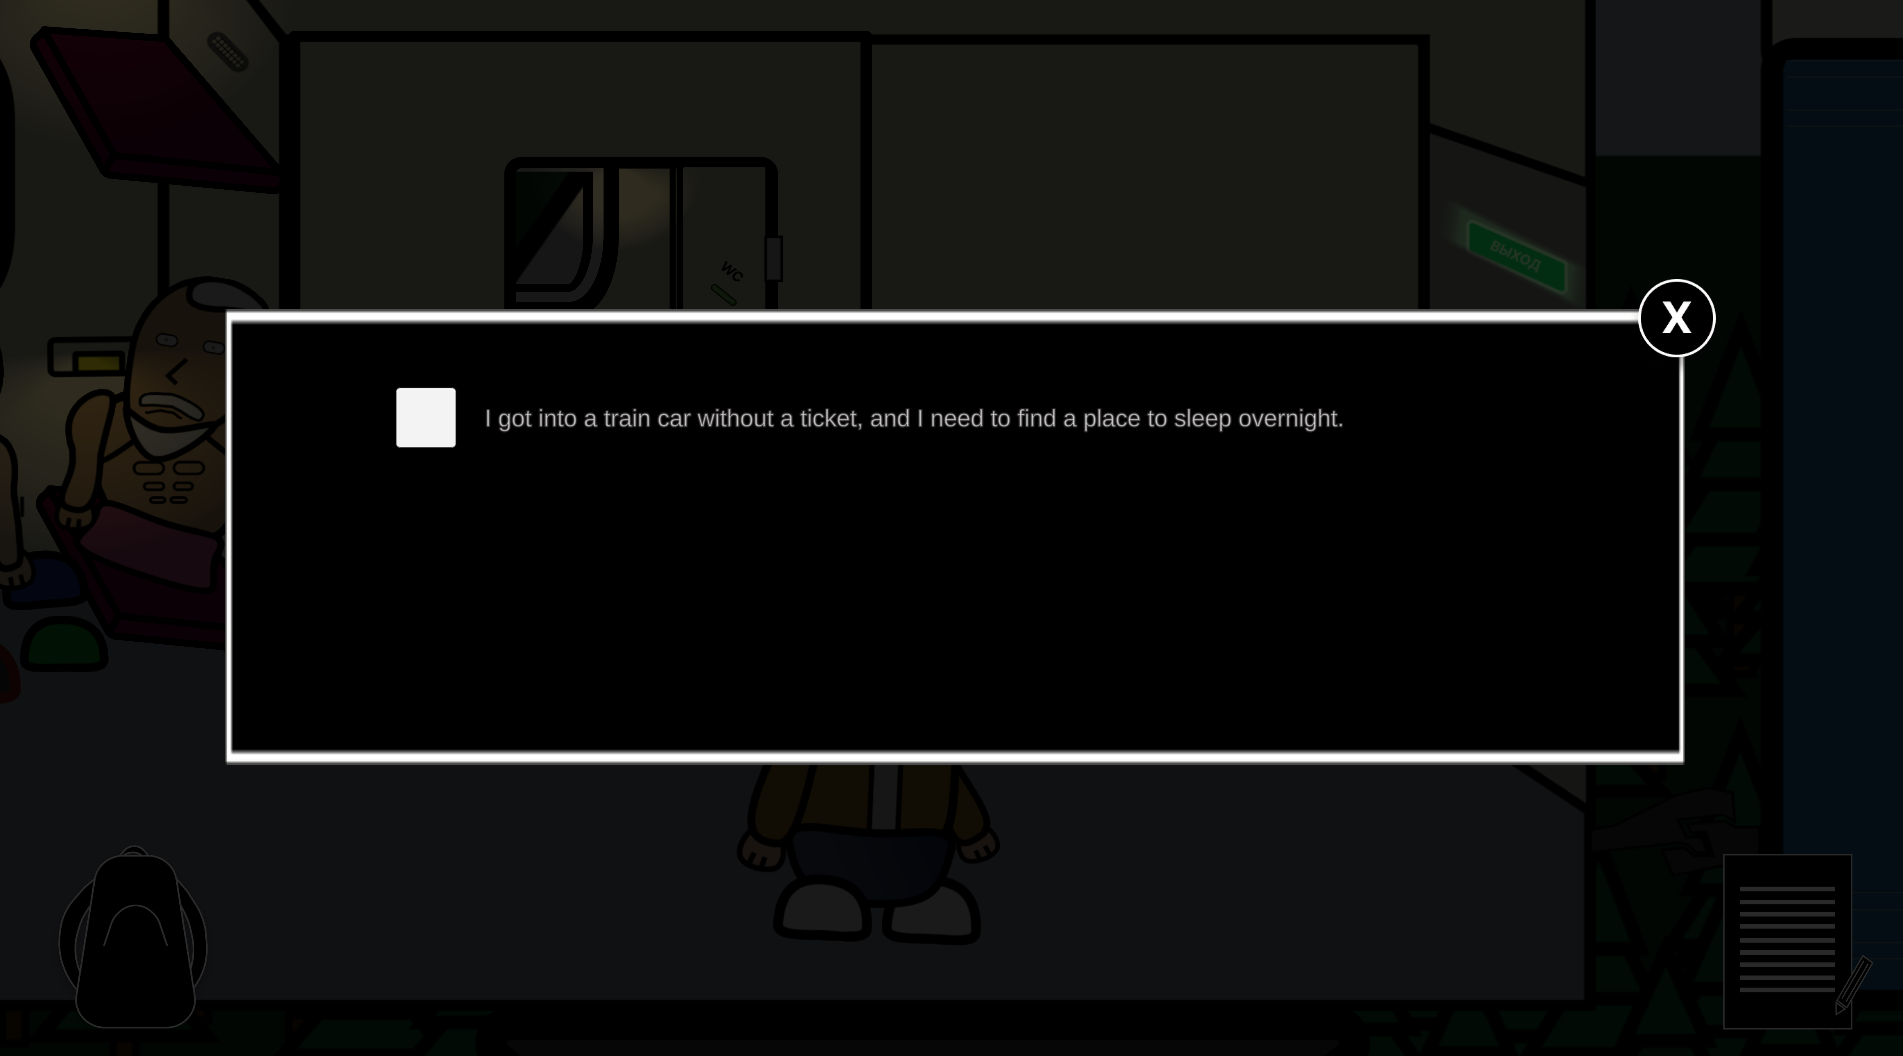 WC
ВЫХОД
X
I got into a train car without a ticket, and I need to find a place to sleep overnight.